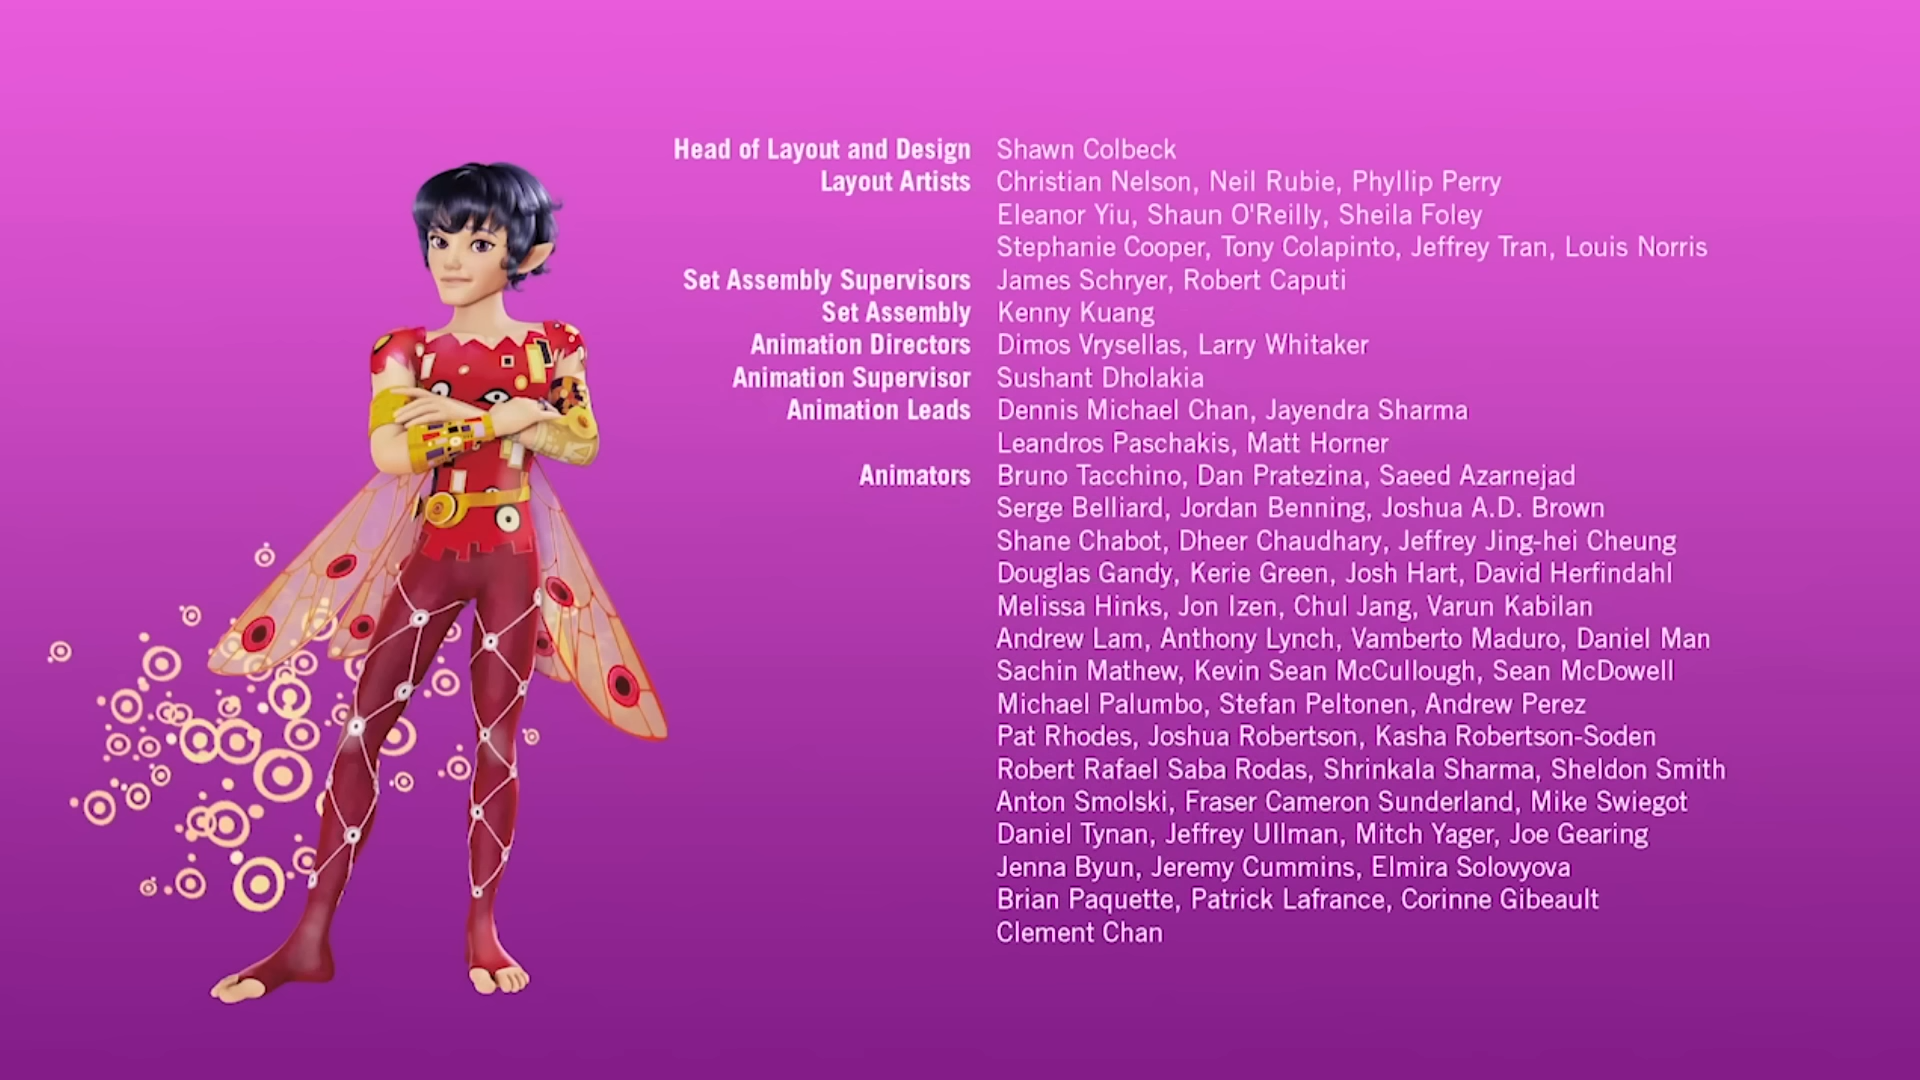 Head of Layout and Design Shawn Colbeck
Layout Artists Christian Nelson, Neil Rubie, Phyllip Perry
Eleanor Yiu, Shaun O'Reilly, Sheila Foley
Stephanie Cooper, Tony Colapinto, Jeffrey Tran, Louis Norris
Set Assembly Supervisors James Schryer, Robert Caputi
Set Assembly Kenny Kuang
Animation Directors Dimos Vrysellas, Larry Whitaker
Animation Supervisor Sushant Dholakia
Animation Leads Dennis Michael Chan, Jayendra Sharma
Leandros Paschakis, Matt Horner
Animators Bruno Tacchino, Dan Pratezina, Saeed Azarnejad
Serge Belliard, Jordan Benning, Joshua A.D. Brown
Shane Chabot, Dheer Chaudhary, Jeffrey Jing-hei Cheung
Douglas Gandy, Kerie Green, Josh Hart, David Herfindahl
Melissa Hinks, Jon Izen, Chul Jang, Varun Kabilan
Andrew Lam, Anthony Lynch, Vamberto Maduro, Daniel Man
Sachin Mathew, Kevin Sean McCullough, Sean McDowell
Michael Palumbo, Stefan Peltonen, Andrew Perez
Pat Rhodes, Joshua Robertson, Kasha Robertson-Soden
Robert Rafael Saba Rodas, Shrinkala Sharma, Sheldon Smith
Anton Smolski, Fraser Cameron Sunderland, Mike Swiegot
Daniel Tynan, Jeffrey Ullman, Mitch Yager, Joe Gearing
Jenna Byun, Jeremy Cummins, Elmira Solovyova
Brian Paquette, Patrick Lafrance, Corinne Gibeault
Clement Chan